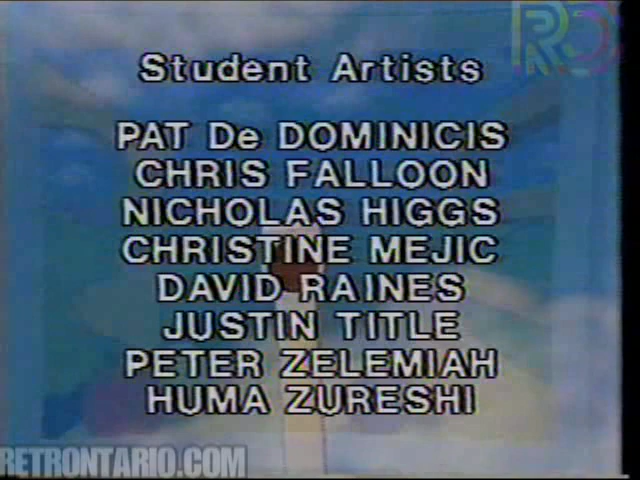 Student Artists
PAT De DOMINICIS
CHRIS FALLOON
NICHOLAS HIGGS
CHRISTINE MEJIC
DAVID RAINES
JUSTIN TITLE
PETER ZELEMIAH
HUMA ZURESHI
RETRONTARIO.COM